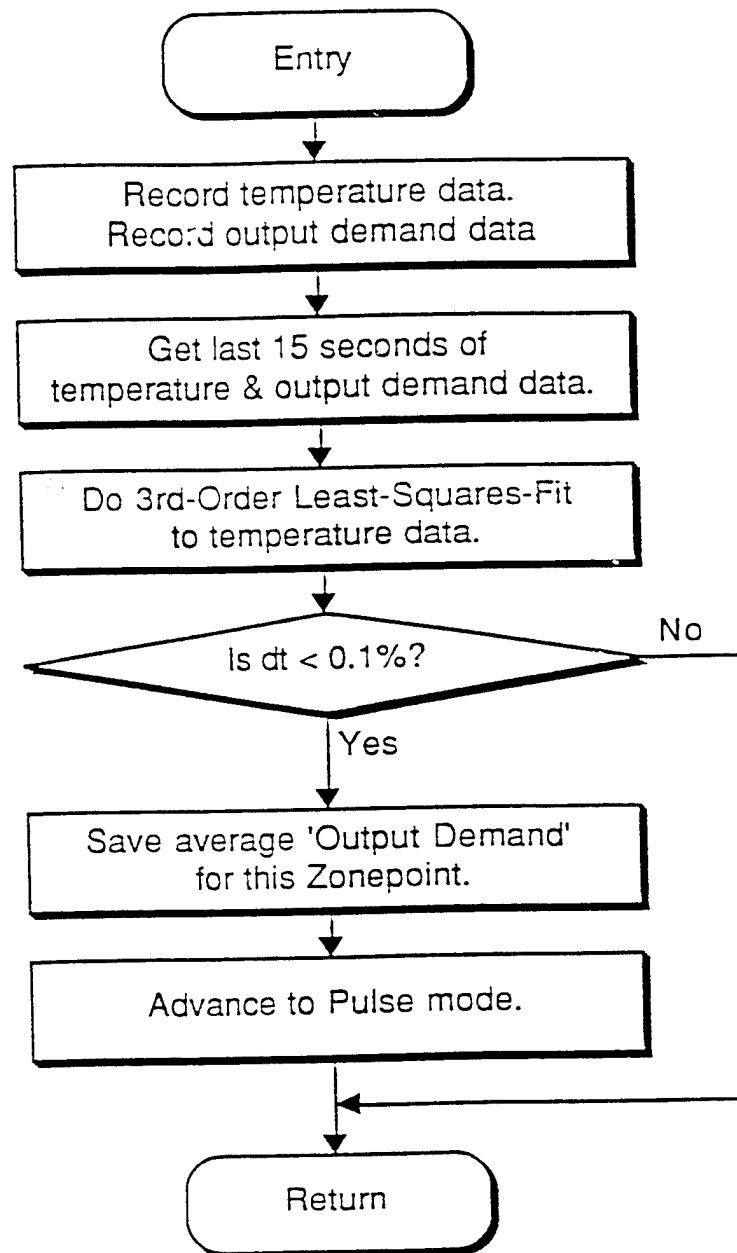 Entry
Record temperature data.
Record output demand data
Get last 15 seconds of
temperature & output demand data.
Do 3rd-Order Least-Squares-Fit
to temperature data.
Is dt < 0.1%?
No
Yes
Save average 'Output Demand'
for this Zonepoint.
Advance to Pulse mode.
Return